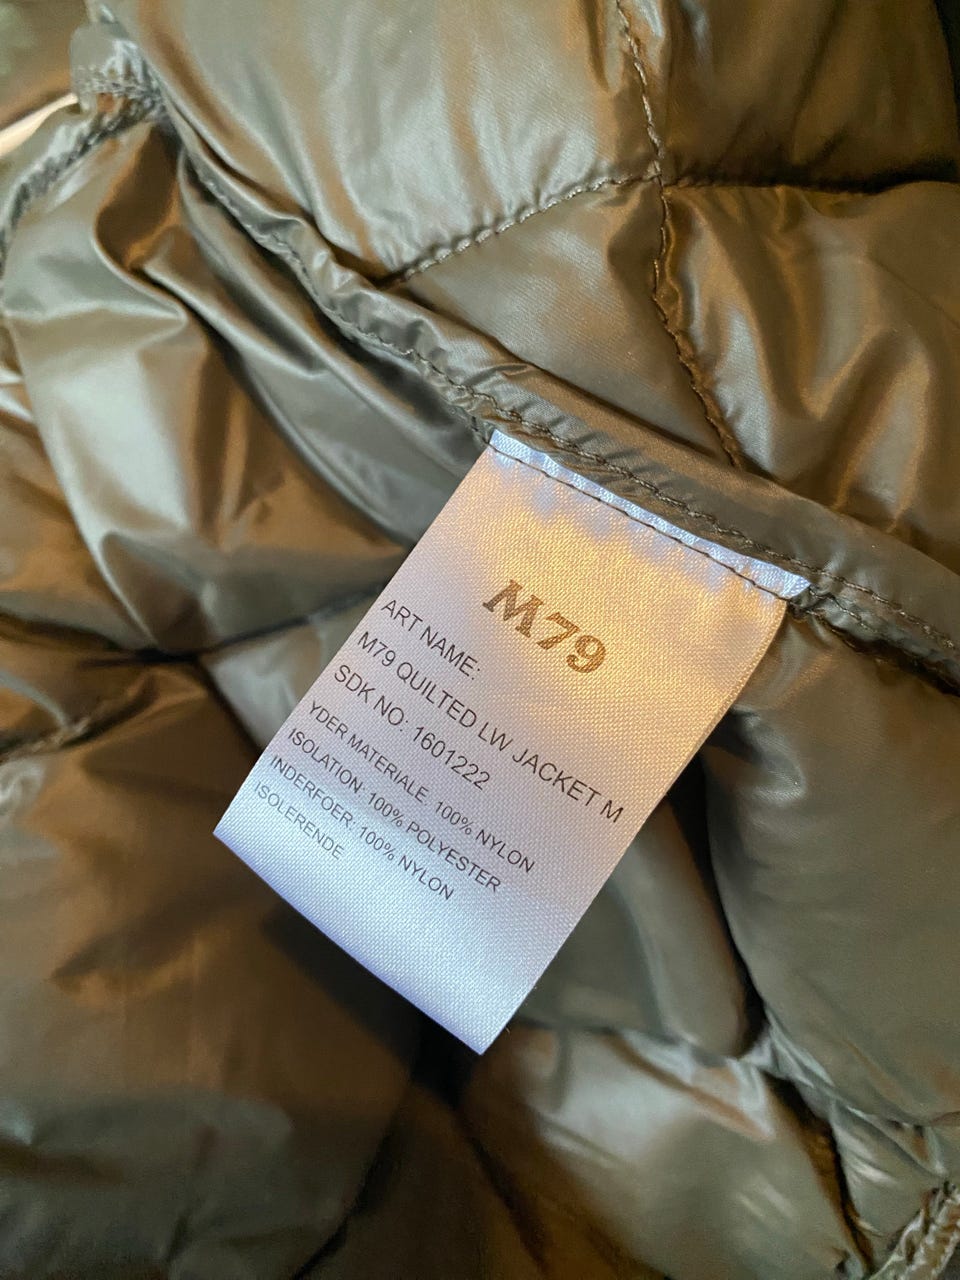 M79
ART NAME:
M79 QUILTED LW JACKET M
SDK NO: 1601222
YDER MATERIALE. 100% NYLON
ISOLATION: 100% POLYESTER
INDERFOER: 100% NYLON
ISOLERENDE